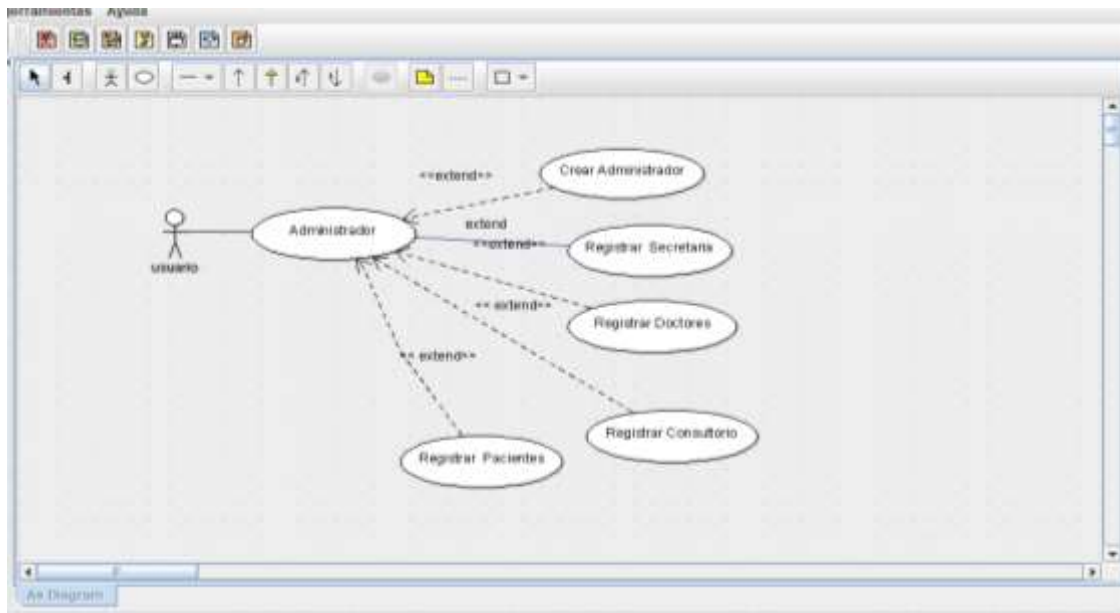 Herramientas Ayuda
Crear Administrador
<<extend>>
Administrador
extend
<<extend>>
Registrar Secretaria
usuario
<< extend>>
Registrar Doctores
<< extend>>
Registrar Consultorio
Registrar Pacientes
As Diagram